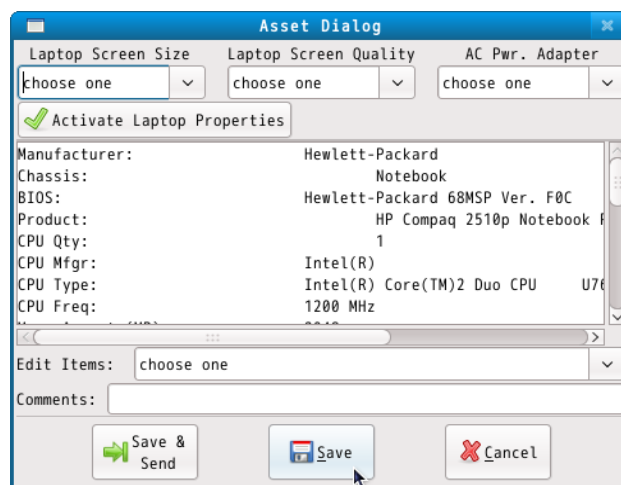 Asset Dialog
Laptop Screen Size Laptop Screen Quality AC Pwr. Adapter
choose one choose one choose one
Activate Laptop Properties
Manufacturer: Hewlett-Packard
Chassis: Notebook
BIOS: Hewlett-Packard 68MSP Ver. F0C
Product: HP Compaq 2510p Notebook
CPU Qty: 1
CPU Mfgr: Intel(R)
CPU Type: Intel(R) Core(TM)2 Duo CPU
CPU Freq: 1200 MHz
Edit Items: choose one
Comments:
Save & Send
Save
Cancel